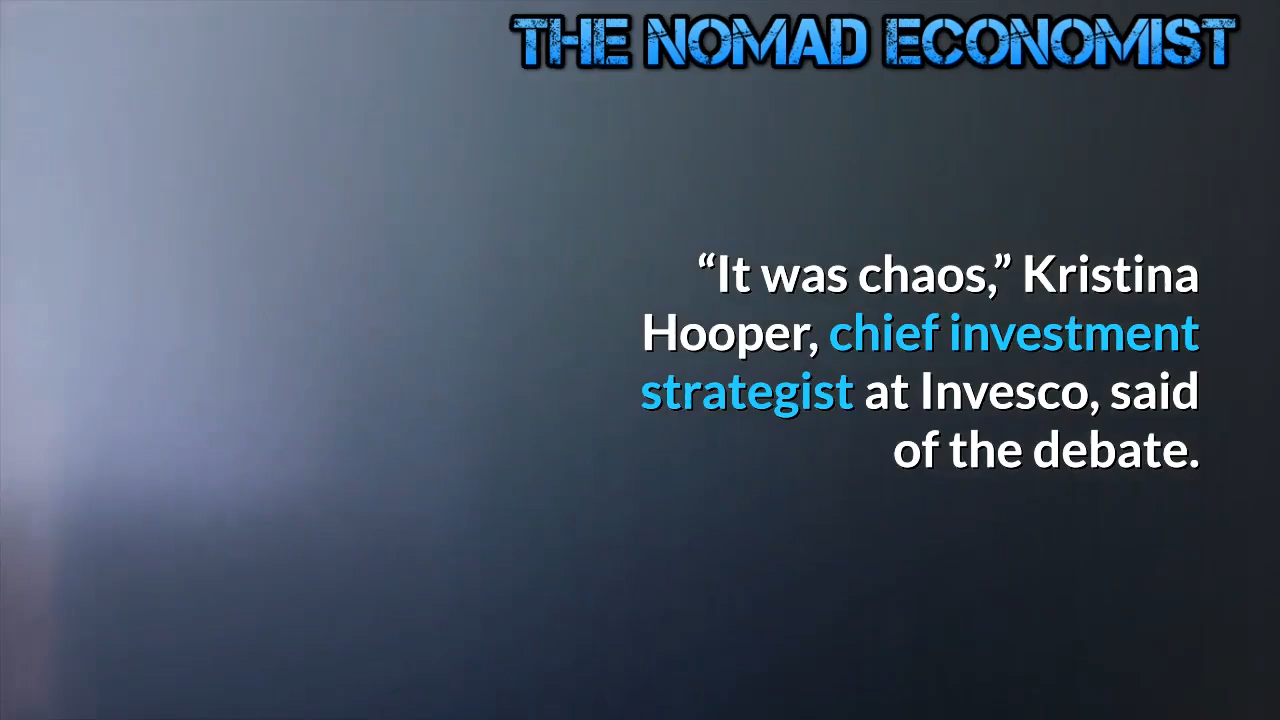 THE NOMAD ECONOMIST
“It was chaos,” Kristina
Hooper, chief investment
strategist at Invesco, said
of the debate.